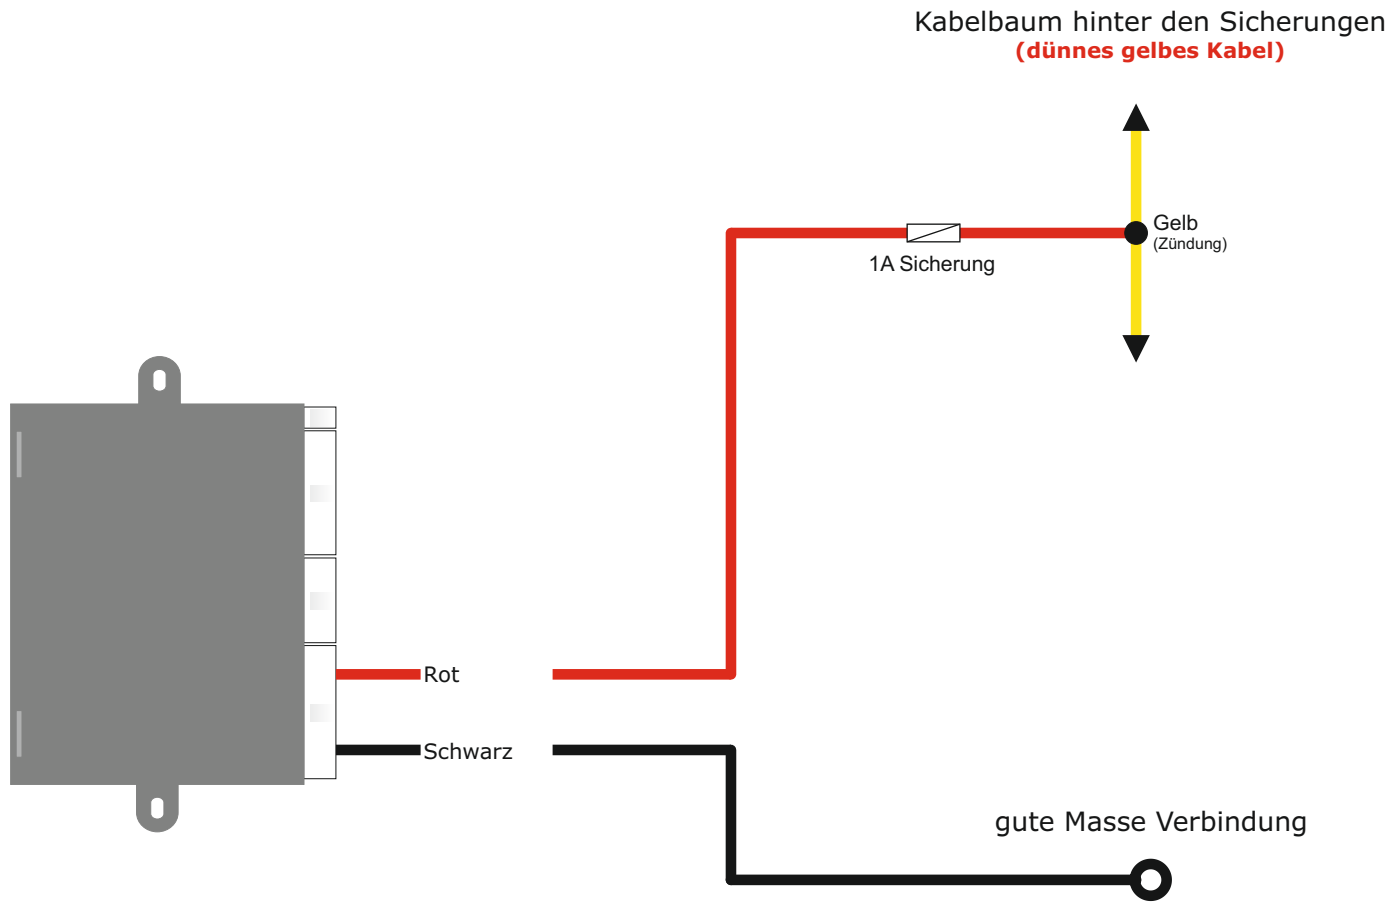 Kabelbaum hinter den Sicherungen
(dünnes gelbes Kabel)
Gelb
(Zündung)
1A Sicherung
Rot
Schwarz
gute Masse Verbindung